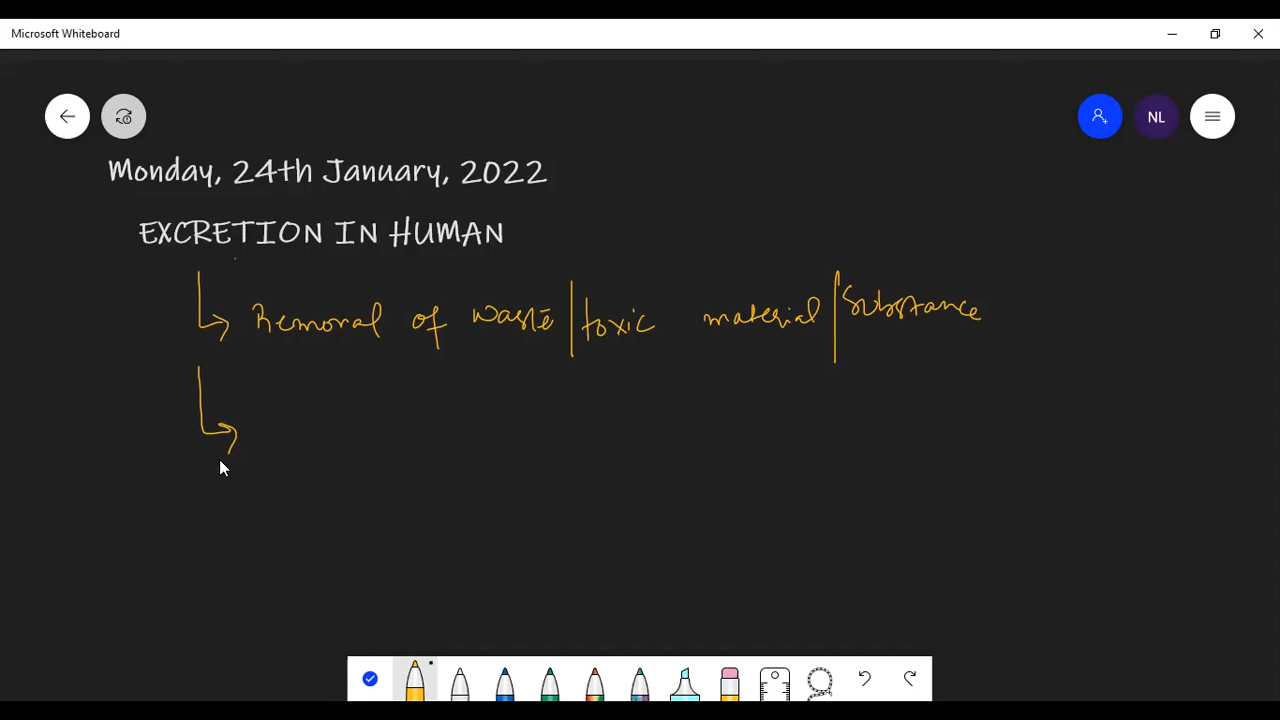 Microsoft Whiteboard
NL
Monday, 24th January, 2022
EXCRETION IN HUMAN
Removal of waste|toxic material|Substance